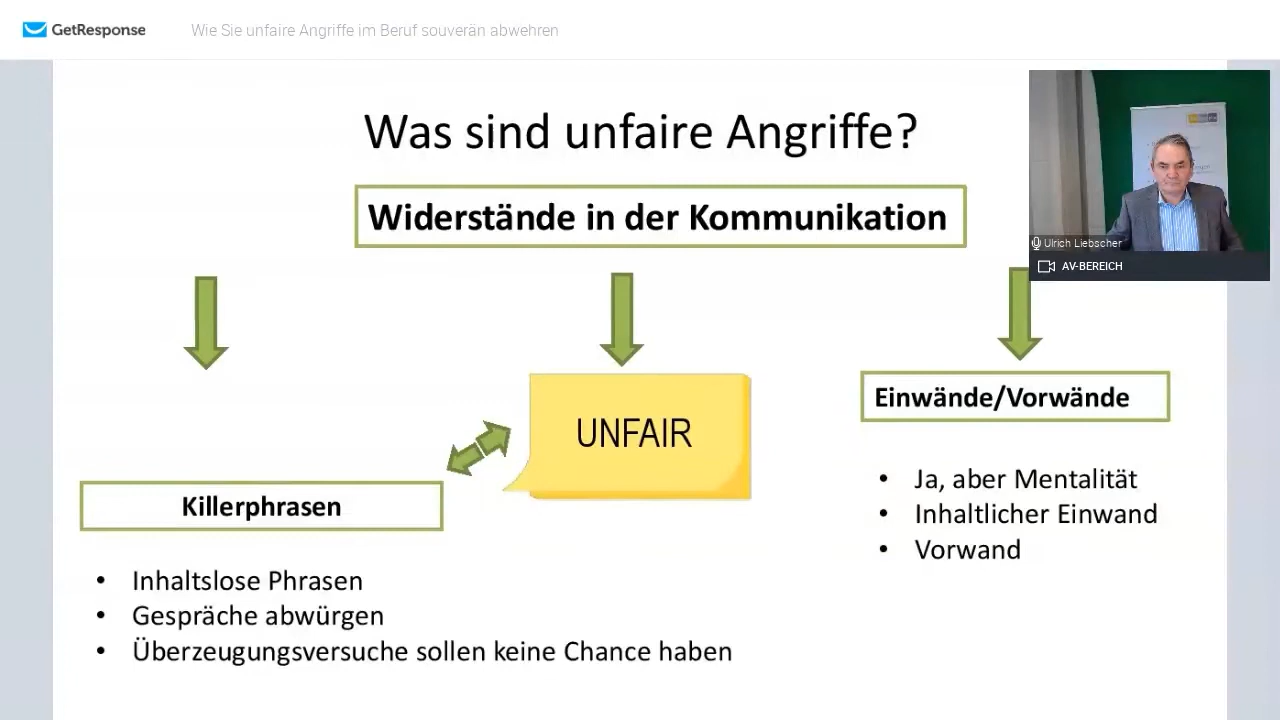 GetResponse
Wie Sie unfaire Angriffe im Beruf souverän abwehren
Was sind unfaire Angriffe?
Widerstände in der Kommunikation
Ulrich Liebscher
AV-BEREICH
UNFAIR
Einwände/Vorwände
• Ja, aber Mentalität
• Inhaltlicher Einwand
• Vorwand
Killerphrasen
• Inhaltslose Phrasen
• Gespräche abwürgen
• Überzeugungsversuche sollen keine Chance haben